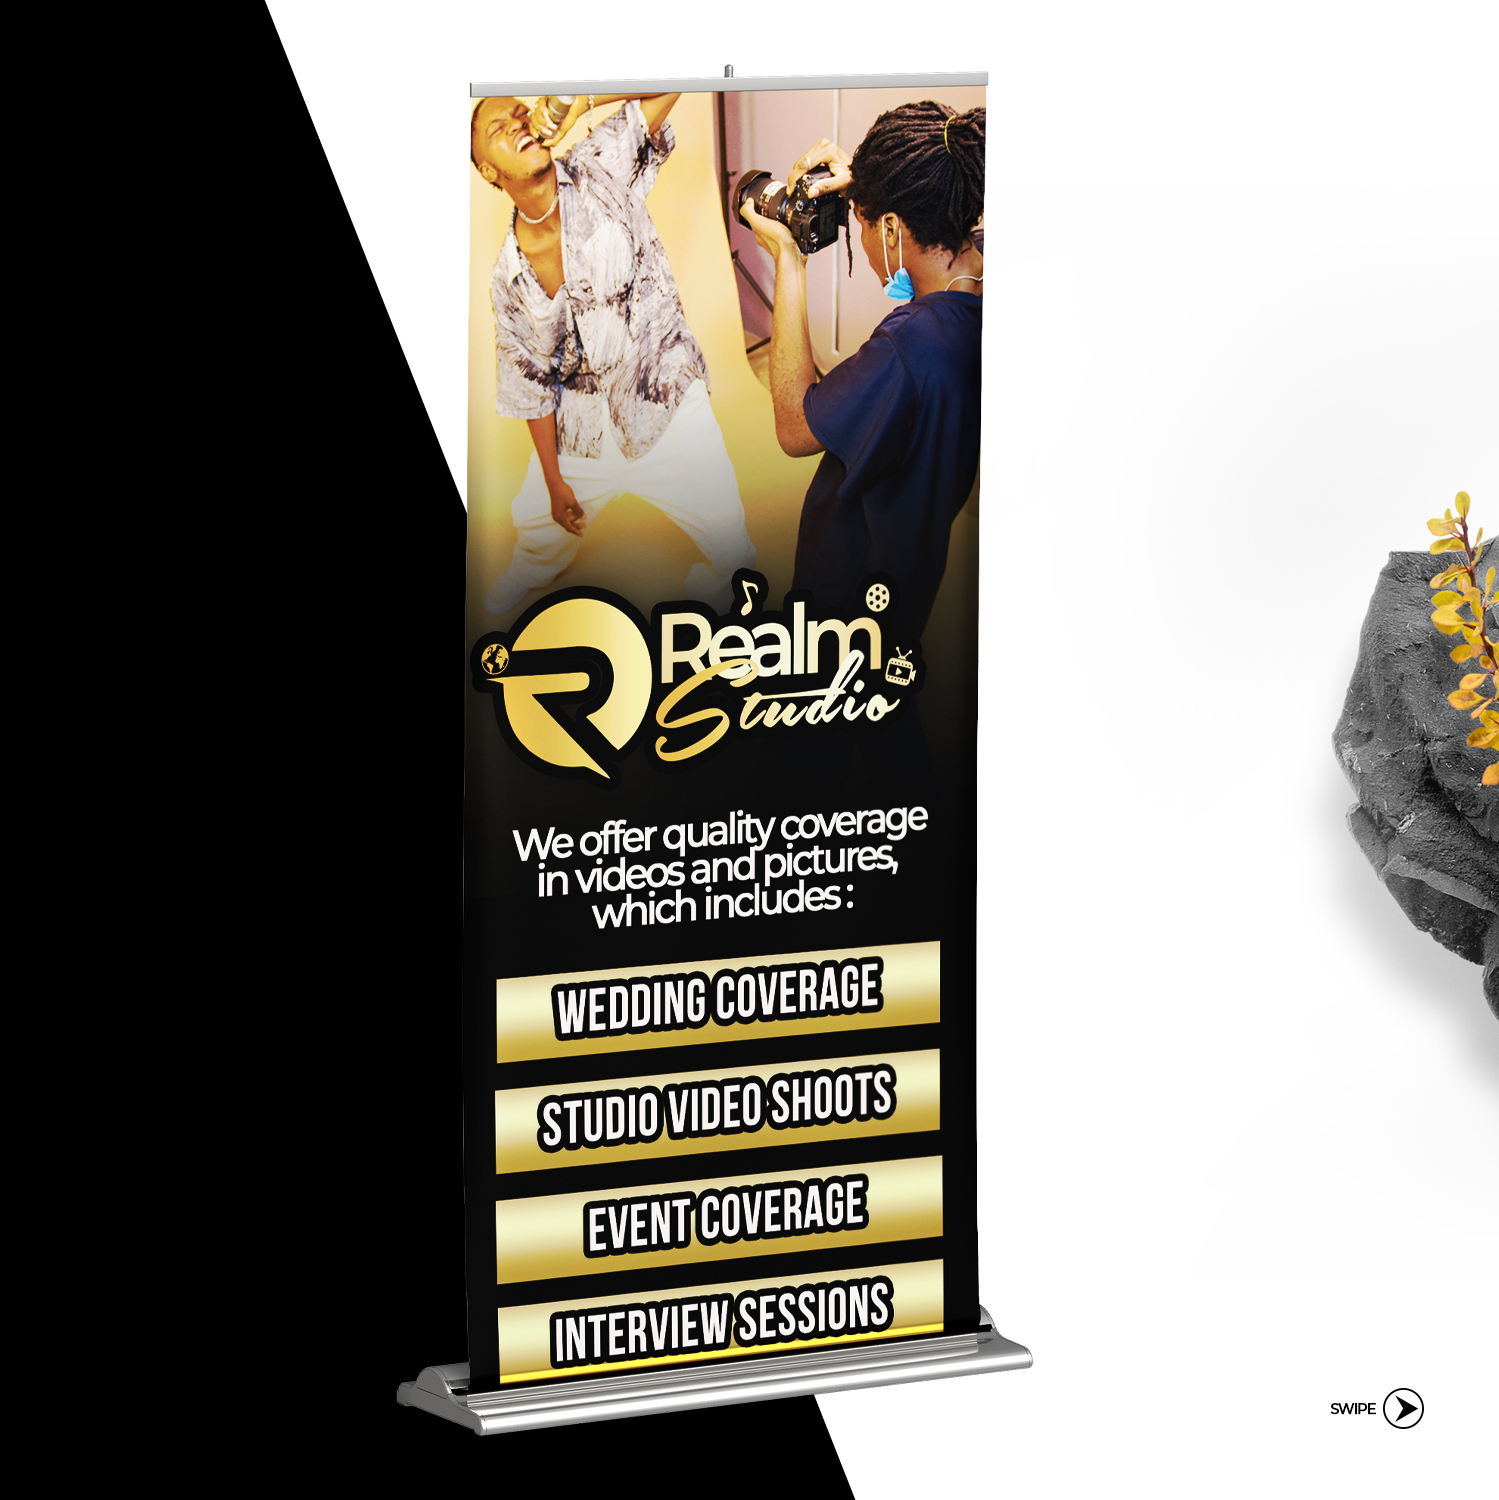 Realm
Studio
We offer quality coverage
in videos and pictures,
which includes :
WEDDING COVERAGE
STUDIO VIDEO SHOOTS
EVENT COVERAGE
INTERVIEW SESSIONS
SWIPE